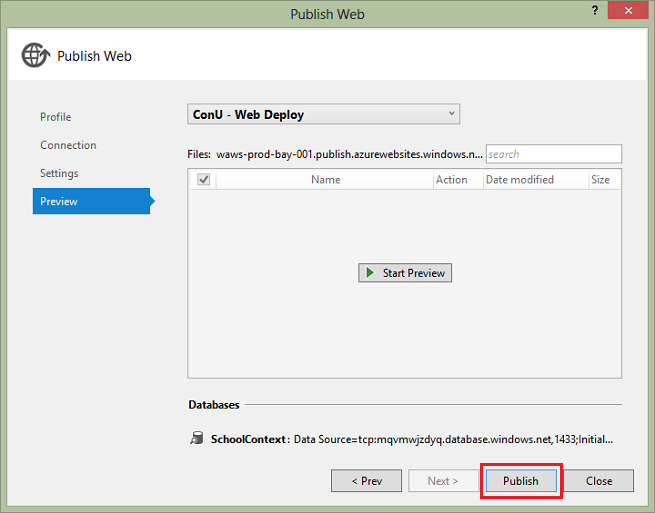 Publish Web
?
Publish Web
Profile
Connection
Settings
Preview
ConU - Web Deploy
Files: waws-prod-bay-001.publish.azurewebsites.windows.n... search
Name Action Date modified Size
Start Preview
Databases
SchoolContext: Data Source=tcp:mqvmwjzdyq.database.windows.net,1433;Initial...
< Prev Next > Publish Close